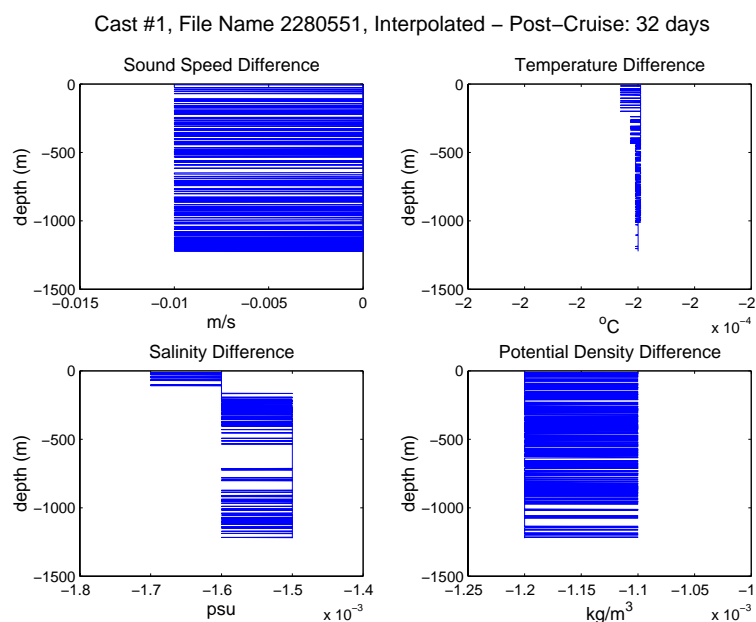 Cast #1, File Name 2280551, Interpolated − Post−Cruise: 32 days
Sound Speed Difference
0
−500
−1000
−1500
depth (m)
−0.015 −0.01 −0.005 0
m/s
Temperature Difference
0
−500
−1000
−1500
depth (m)
−2 −2 −2 −2 −2 −2
x 10⁻⁴
°C
Salinity Difference
0
−500
−1000
−1500
depth (m)
−1.8 −1.7 −1.6 −1.5 −1.4
x 10⁻³
psu
Potential Density Difference
0
−500
−1000
−1500
depth (m)
−1.25 −1.2 −1.15 −1.1 −1.05 −1
x 10⁻³
kg/m³